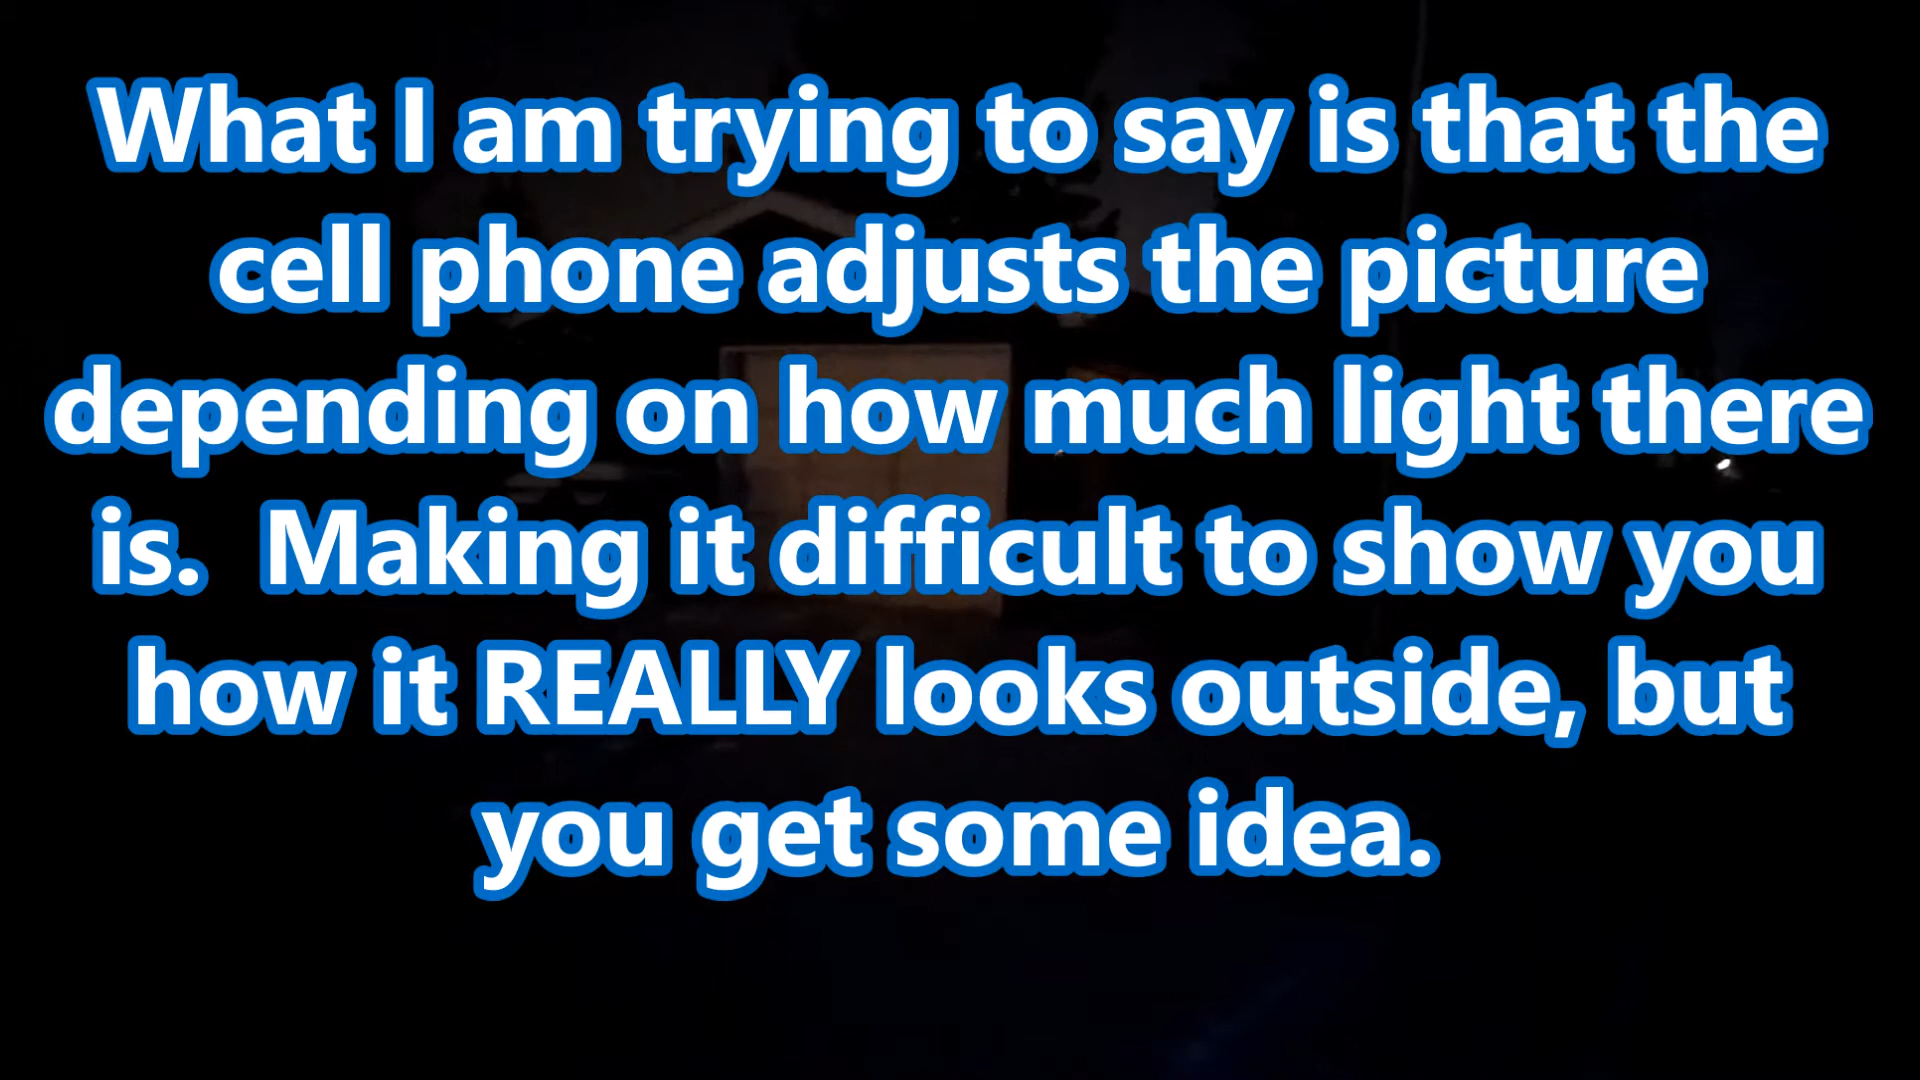 What I am trying to say is that the
cell phone adjusts the picture
depending on how much light there
is.  Making it difficult to show you
how it REALLY looks outside, but
you get some idea.